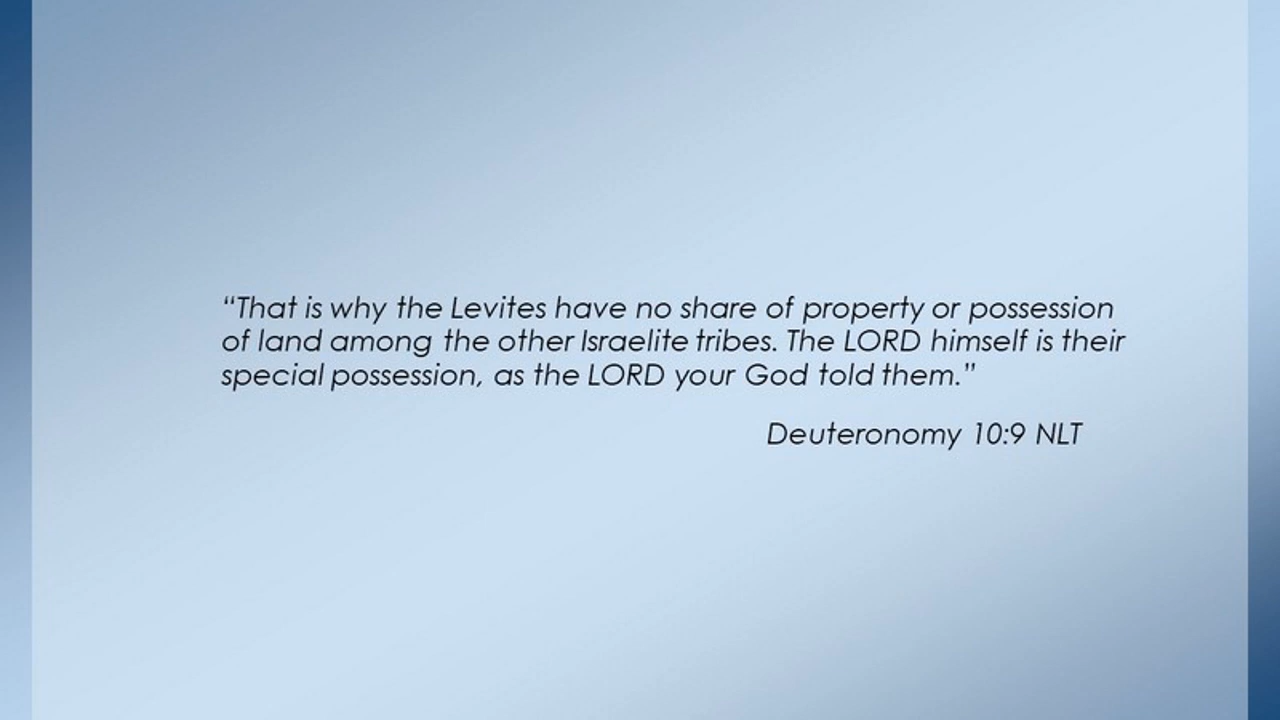 “That is why the Levites have no share of property or possession
of land among the other Israelite tribes. The LORD himself is their
special possession, as the LORD your God told them.”
Deuteronomy 10:9 NLT